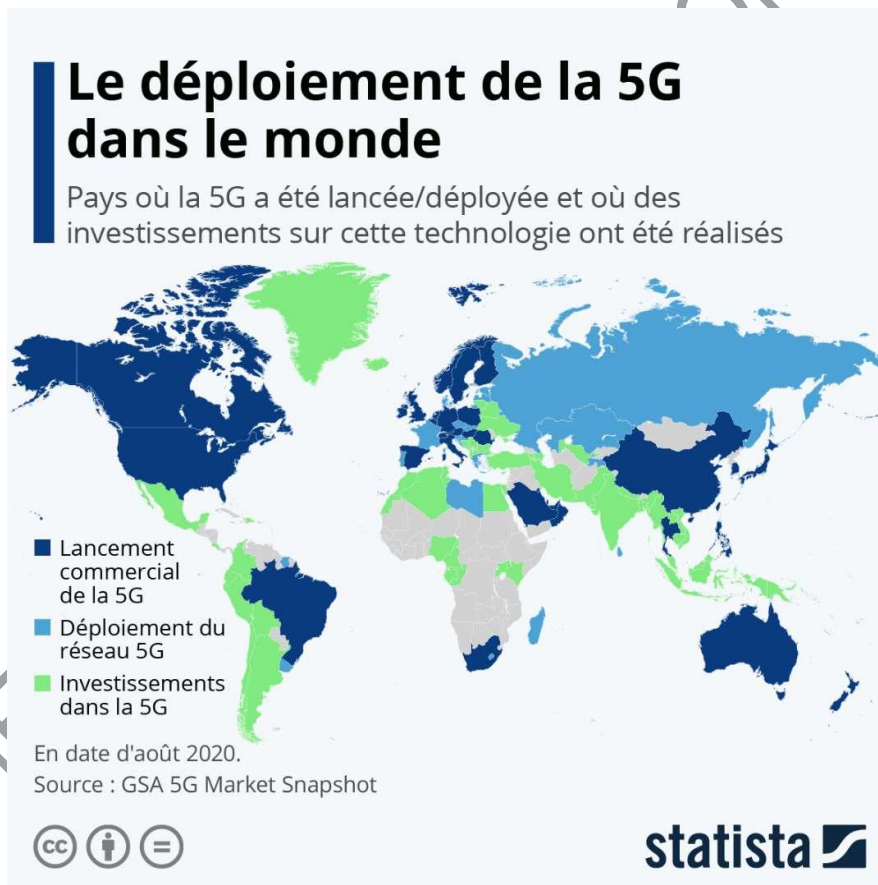 Le déploiement de la 5G
dans le monde
Pays où la 5G a été lancée/déployée et où des
investissements sur cette technologie ont été réalisés
Lancement
commercial
de la 5G
Déploiement du
réseau 5G
Investissements
dans la 5G
En date d'août 2020.
Source : GSA 5G Market Snapshot
cc
statista